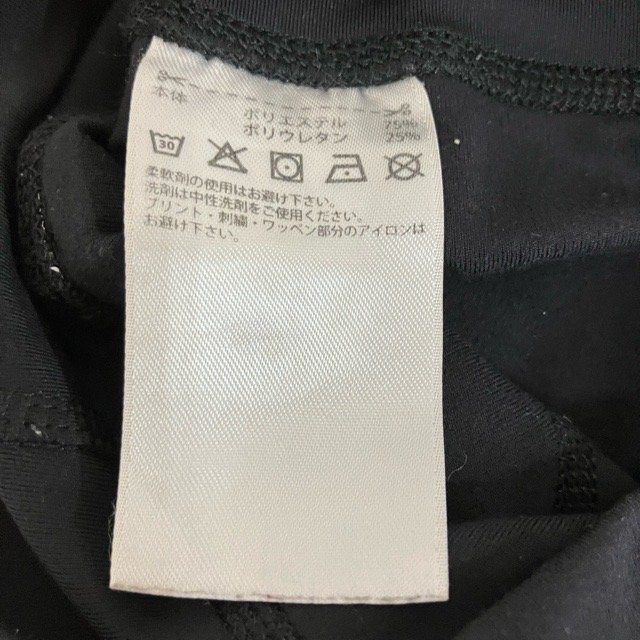 本体 ポリエステル 75%
ポリウレタン 25%
30
柔軟剤の使用はお避け下さい。
洗剤は中性洗剤をご使用ください。
プリント・刺繍・ワッペン部分のアイロンは
お避け下さい。